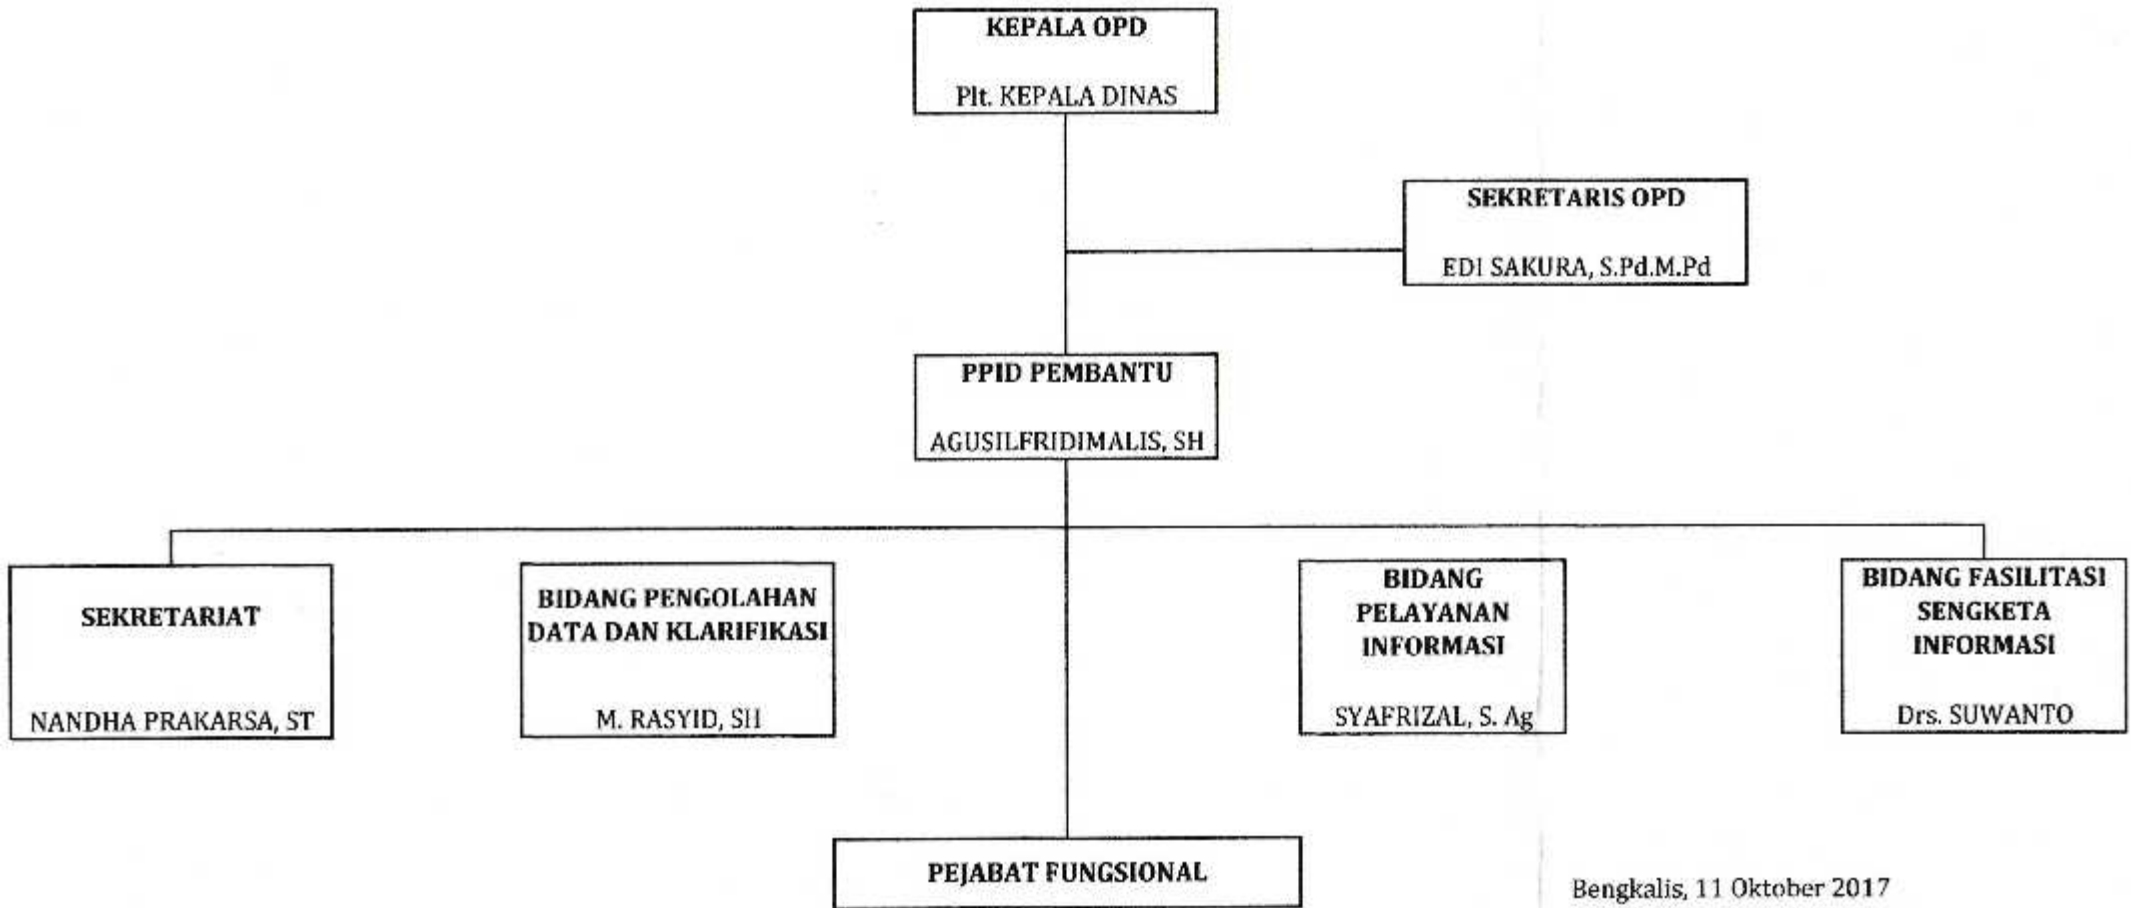 KEPALA OPD
Plt. KEPALA DINAS
SEKRETARIS OPD
EDI SAKURA, S.Pd.M.Pd
PPID PEMBANTU
AGUSILFRIDIMALIS, SH
SEKRETARIAT
NANDHA PRAKARSA, ST
BIDANG PENGOLAHAN
DATA DAN KLARIFIKASI
M. RASYID, SH
BIDANG
PELAYANAN
INFORMASI
SYAFRIZAL, S. Ag
BIDANG FASILITASI
SENGKETA
INFORMASI
Drs. SUWANTO
PEJABAT FUNGSIONAL
Bengkalis, 11 Oktober 2017